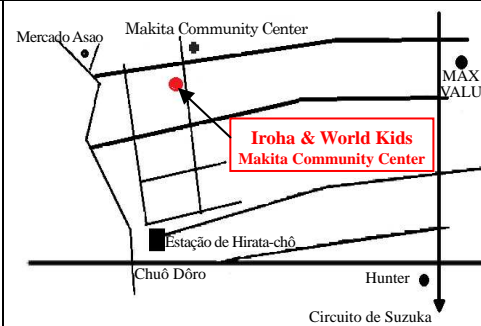 Makita Community Center
Mercado Asao
MAX
VALU
Iroha & World Kids
Makita Community Center
Estação de Hirata-chô
Chuô Dôro
Hunter
Circuito de Suzuka